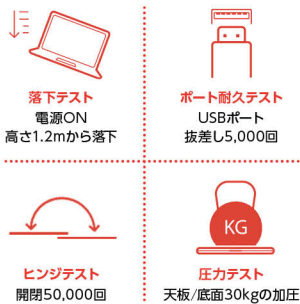 落下テスト
電源ON
高さ1.2mから落下
ポート耐久テスト
USBポート
抜差し5,000回
ヒンジテスト
開閉50,000回
KG
圧力テスト
天板/底面30kgの加圧